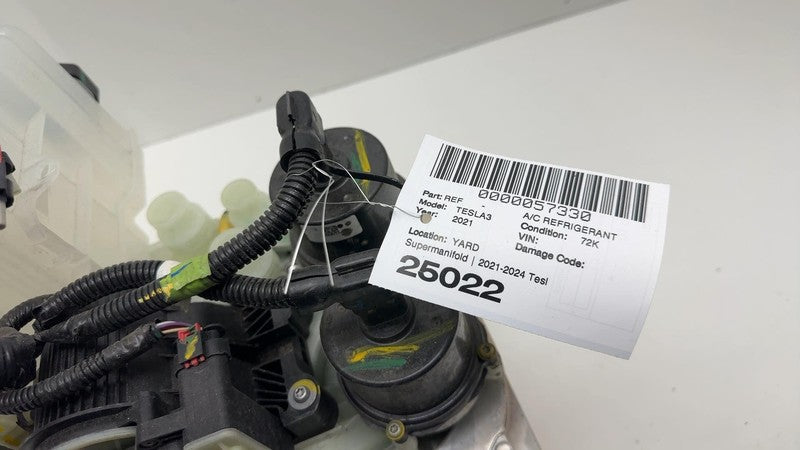 0000057330
Part: REF - A/C REFRIGERANT
Model: TESLA3 Condition: 72K
Year: 2021 VIN:
Damage Code:
Location: YARD
Supermanifold | 2021-2024 Tesl
25022